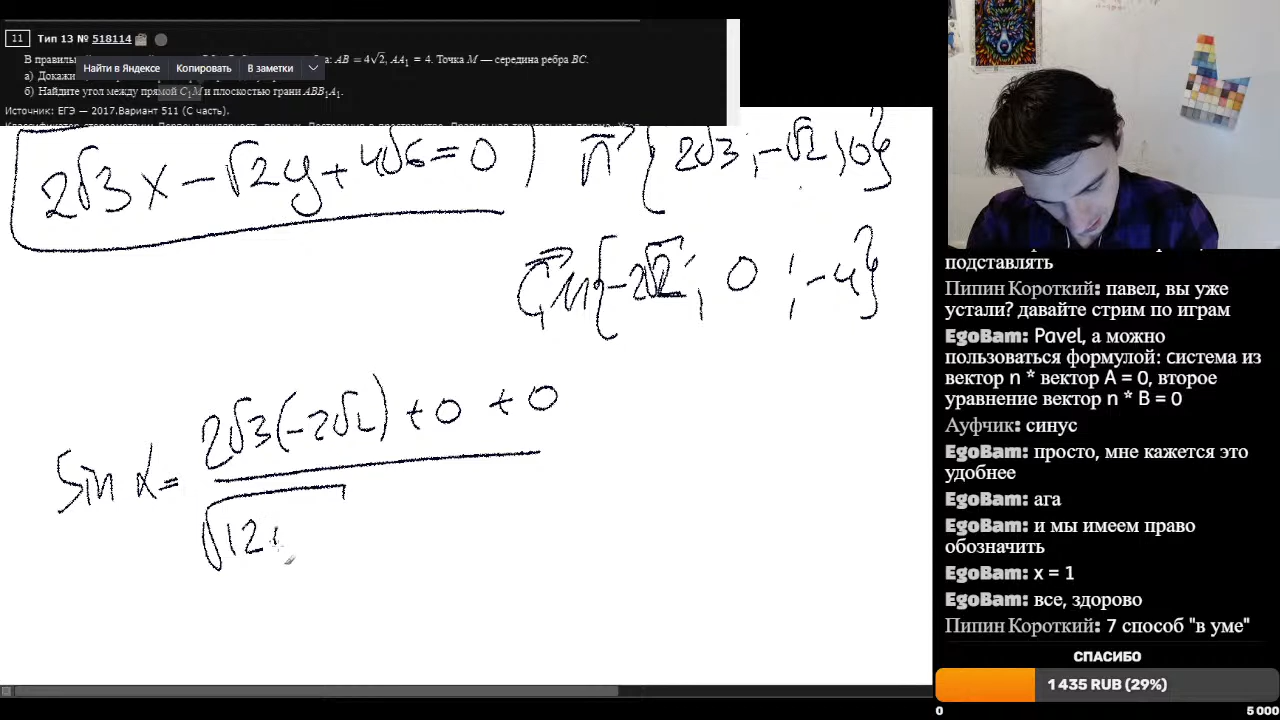 11 Тип 13 № 518114
В правильн : AB = 4√2, AA₁ = 4. Точка M — середина ребра BC.
Найти в Яндексе Копировать В заметки
а) Докажи
б) Найдите угол между прямой C₁M и плоскостью грани ABB₁A₁.
Источник: ЕГЭ — 2017.Вариант 511 (С часть).
2√3x − √2y + 4√6 = 0
n {2√3; −√2; 0}
C₁M {−2√2; 0; −4}
Sin α = 2√3(−2√2) + 0 + 0
√12+
подставлять
Пипин Короткий: павел, вы уже
устали? давайте стрим по играм
EgoBam: Pavel, а можно
пользоваться формулой: система из
вектор n * вектор A = 0, второе
уравнение вектор n * B = 0
Ауфчик: синус
EgoBam: просто, мне кажется это
удобнее
EgoBam: ага
EgoBam: и мы имеем право
обозначить
EgoBam: x = 1
EgoBam: все, здорово
Пипин Короткий: 7 способ "в уме"
СПАСИБО
1 435 RUB (29%)
0 5 000